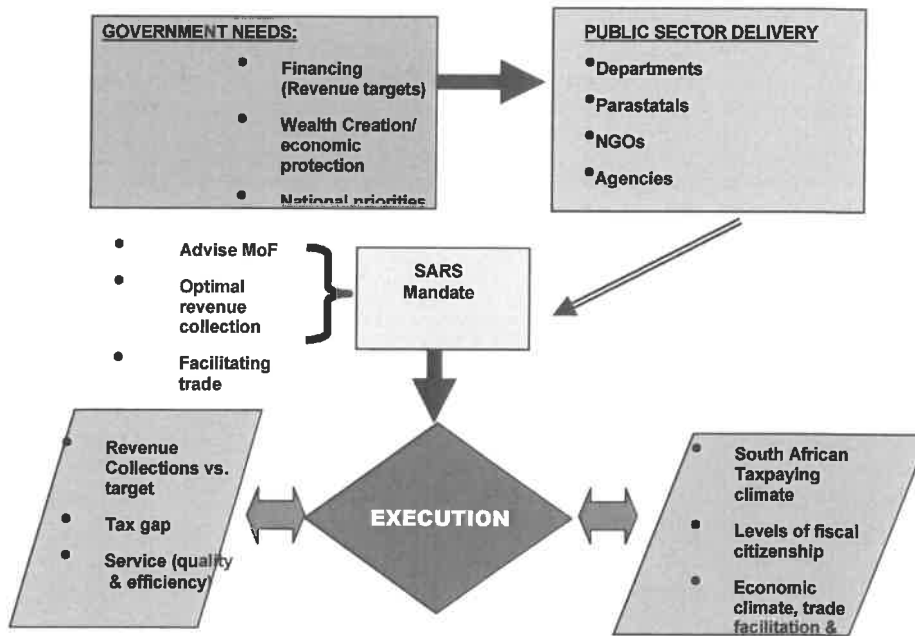 GOVERNMENT NEEDS:
• Financing
(Revenue targets)
• Wealth Creation/
economic
protection
• National priorities
PUBLIC SECTOR DELIVERY
•Departments
•Parastatals
•NGOs
•Agencies
• Advise MoF
• Optimal
revenue
collection
• Facilitating
trade
SARS
Mandate
• Revenue
Collections vs.
target
• Tax gap
• Service (quality
& efficiency)
EXECUTION
• South African
Taxpaying
climate
• Levels of fiscal
citizenship
• Economic
climate, trade
facilitation &